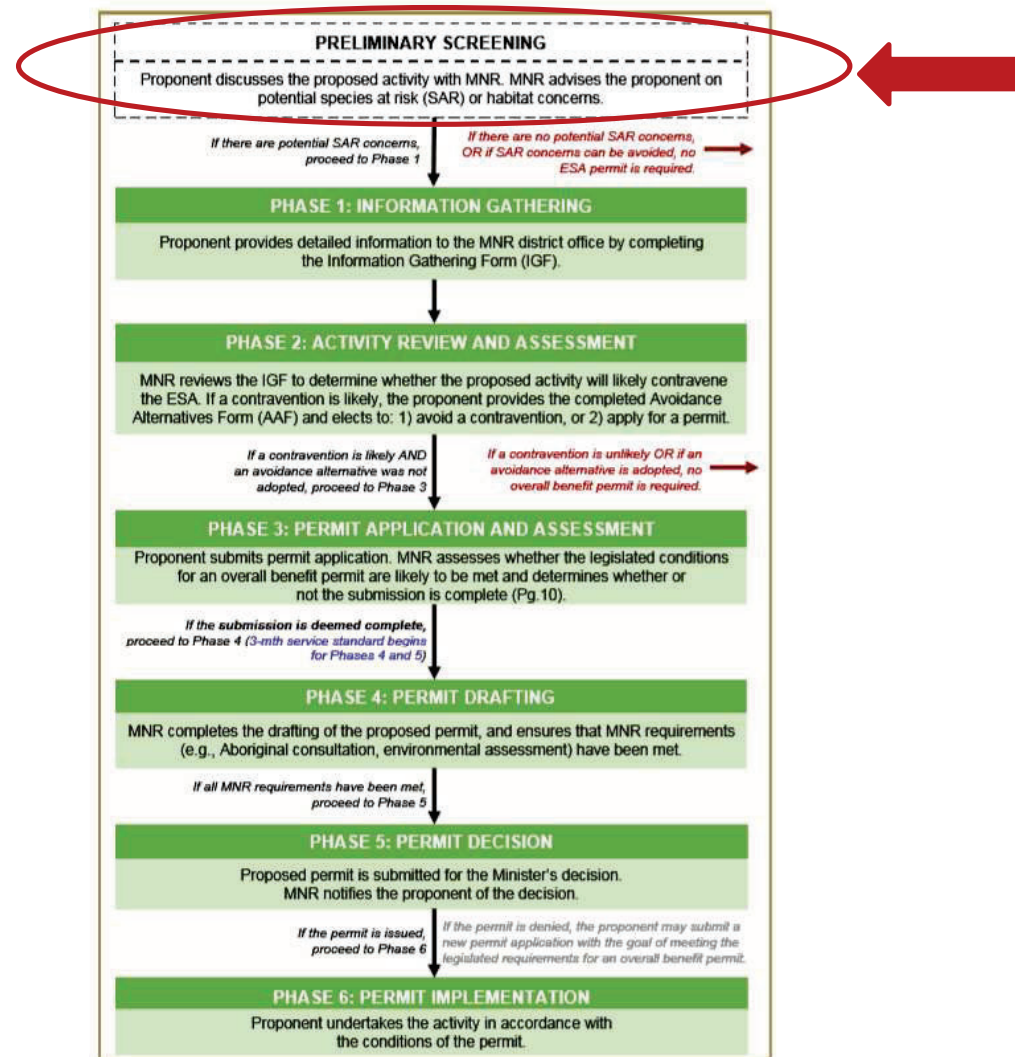 PRELIMINARY SCREENING
Proponent discusses the proposed activity with MNR. MNR advises the proponent on
potential species at risk (SAR) or habitat concerns.
If there are potential SAR concerns,
proceed to Phase 1
If there are no potential SAR concerns,
OR if SAR concerns can be avoided, no
ESA permit is required.
PHASE 1: INFORMATION GATHERING
Proponent provides detailed information to the MNR district office by completing
the Information Gathering Form (IGF).
PHASE 2: ACTIVITY REVIEW AND ASSESSMENT
MNR reviews the IGF to determine whether the proposed activity will likely contravene
the ESA. If a contravention is likely, the proponent provides the completed Avoidance
Alternatives Form (AAF) and elects to: 1) avoid a contravention, or 2) apply for a permit.
If a contravention is likely AND
an avoidance alternative was not
adopted, proceed to Phase 3
If a contravention is unlikely OR if an
avoidance alternative is adopted, no
overall benefit permit is required.
PHASE 3: PERMIT APPLICATION AND ASSESSMENT
Proponent submits permit application. MNR assesses whether the legislated conditions
for an overall benefit permit are likely to be met and determines whether or
not the submission is complete (Pg.10).
If the submission is deemed complete,
proceed to Phase 4 (3-mth service standard begins
for Phases 4 and 5)
PHASE 4: PERMIT DRAFTING
MNR completes the drafting of the proposed permit, and ensures that MNR requirements
(e.g., Aboriginal consultation, environmental assessment) have been met.
If all MNR requirements have been met,
proceed to Phase 5
PHASE 5: PERMIT DECISION
Proposed permit is submitted for the Minister's decision.
MNR notifies the proponent of the decision.
If the permit is issued,
proceed to Phase 6
If the permit is denied, the proponent may submit a
new permit application with the goal of meeting the
legislated requirements for an overall benefit permit.
PHASE 6: PERMIT IMPLEMENTATION
Proponent undertakes the activity in accordance with
the conditions of the permit.